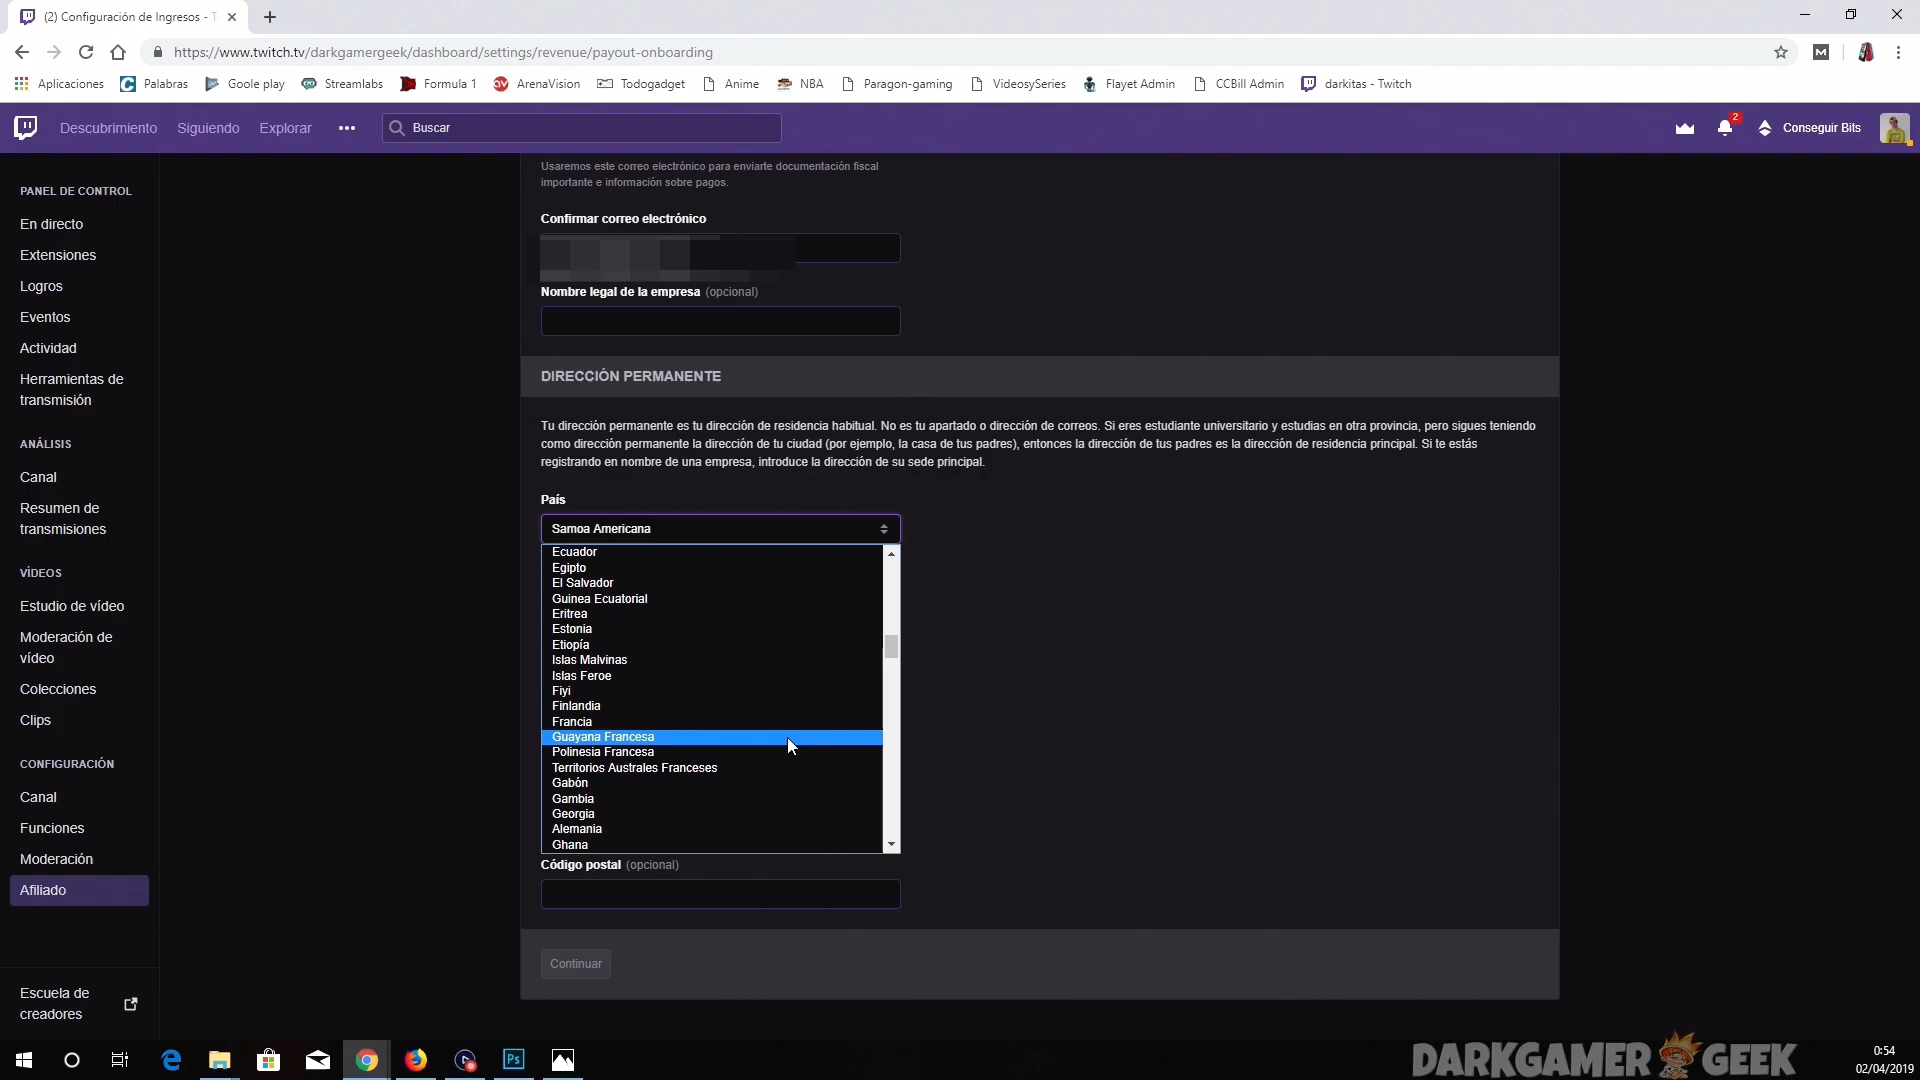 (2) Configuración de Ingresos - T
https://www.twitch.tv/darkgamergeek/dashboard/settings/revenue/payout-onboarding
Aplicaciones
Palabras
Goole play
Streamlabs
Formula 1
ArenaVision
Todogadget
Anime
NBA
Paragon-gaming
VideosySeries
Flayet Admin
CCBill Admin
darkitas - Twitch
Descubrimiento
Siguiendo
Explorar
Buscar
2
Conseguir Bits
PANEL DE CONTROL
En directo
Extensiones
Logros
Eventos
Actividad
Herramientas de
transmisión
ANÁLISIS
Canal
Resumen de
transmisiones
VÍDEOS
Estudio de vídeo
Moderación de
vídeo
Colecciones
Clips
CONFIGURACIÓN
Canal
Funciones
Moderación
Afiliado
Escuela de
creadores
Usaremos este correo electrónico para enviarte documentación fiscal
importante e información sobre pagos.
Confirmar correo electrónico
Nombre legal de la empresa (opcional)
DIRECCIÓN PERMANENTE
Tu dirección permanente es tu dirección de residencia habitual. No es tu apartado o dirección de correos. Si eres estudiante universitario y estudias en otra provincia, pero sigues teniendo
como dirección permanente la dirección de tu ciudad (por ejemplo, la casa de tus padres), entonces la dirección de tus padres es la dirección de residencia principal. Si te estás
registrando en nombre de una empresa, introduce la dirección de su sede principal.
País
Samoa Americana
Ecuador
Egipto
El Salvador
Guinea Ecuatorial
Eritrea
Estonia
Etiopía
Islas Malvinas
Islas Feroe
Fiyi
Finlandia
Francia
Guayana Francesa
Polinesia Francesa
Territorios Australes Franceses
Gabón
Gambia
Georgia
Alemania
Ghana
Código postal (opcional)
Continuar
Ps
DARKGAMER GEEK
0:54
02/04/2019